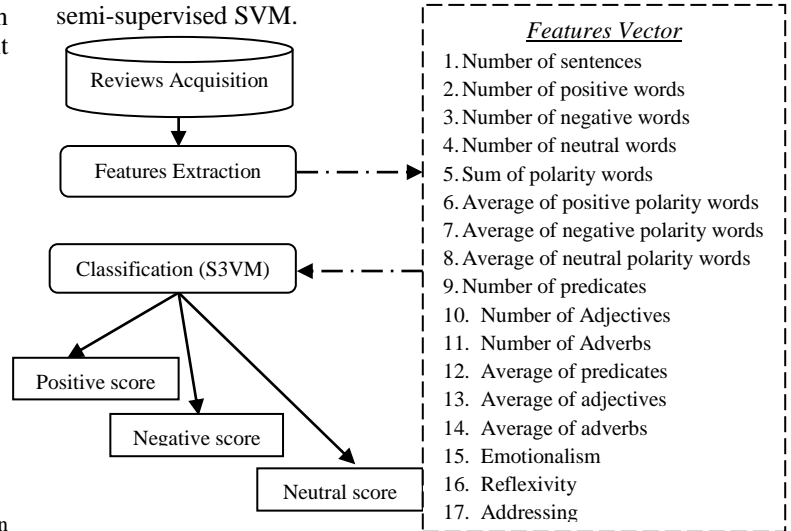 semi-supervised SVM.
Reviews Acquisition
Features Extraction
Classification (S3VM)
Positive score
Negative score
Neutral score
Features Vector
1. Number of sentences
2. Number of positive words
3. Number of negative words
4. Number of neutral words
5. Sum of polarity words
6. Average of positive polarity words
7. Average of negative polarity words
8. Average of neutral polarity words
9. Number of predicates
10. Number of Adjectives
11. Number of Adverbs
12. Average of predicates
13. Average of adjectives
14. Average of adverbs
15. Emotionalism
16. Reflexivity
17. Addressing